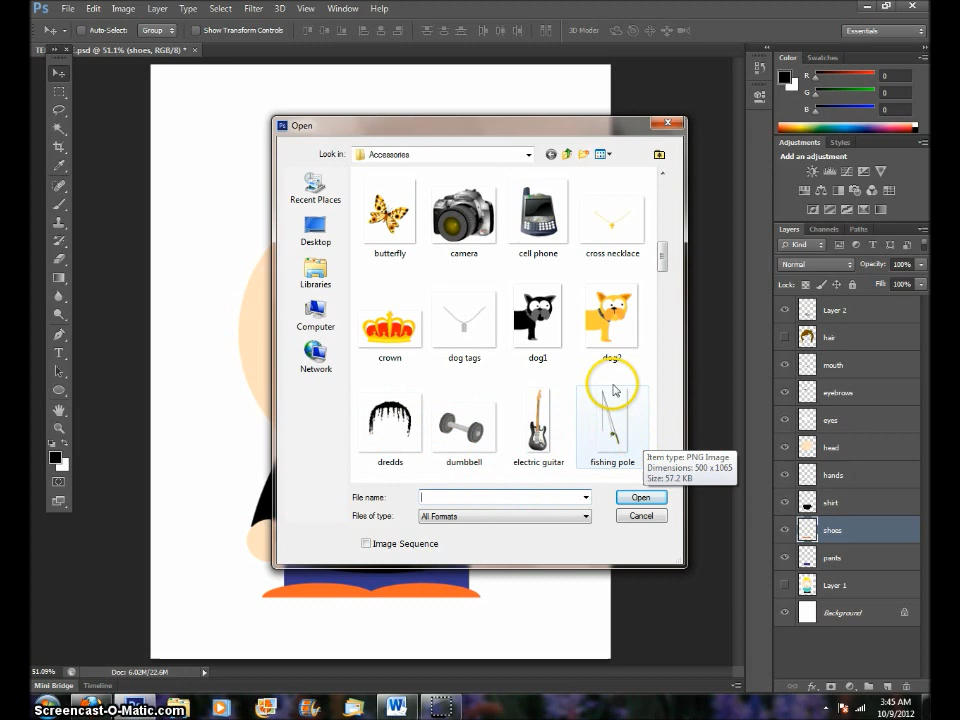 Ps File Edit Image Layer Type Select Filter 3D View Window Help
Auto-Select: Group Show Transform Controls 3D Mode: Essentials
.psd @ 51.1% (shoes, RGB/8) *
Open
Look in: Accessories
Recent Places
Desktop
Libraries
Computer
Network
butterfly camera cell phone cross necklace
crown dog tags dog1 dog2
dredds dumbbell electric guitar fishing pole
Item type: PNG Image
Dimensions: 500 x 1065
Size: 57.2 KB
File name: Open
Files of type: All Formats Cancel
Image Sequence
Color Swatches
R 0
G 0
B 0
Adjustments Styles
Add an adjustment
Layers Channels Paths
Kind
Normal Opacity: 100%
Lock: Fill: 100%
Layer 2
hair
mouth
eyebrows
eyes
head
hands
shirt
shoes
pants
Layer 1
Background
51.09% Doc: 6.02M/22.6M
Mini Bridge Timeline
Screencast-O-Matic.com
3:45 AM
10/9/2012